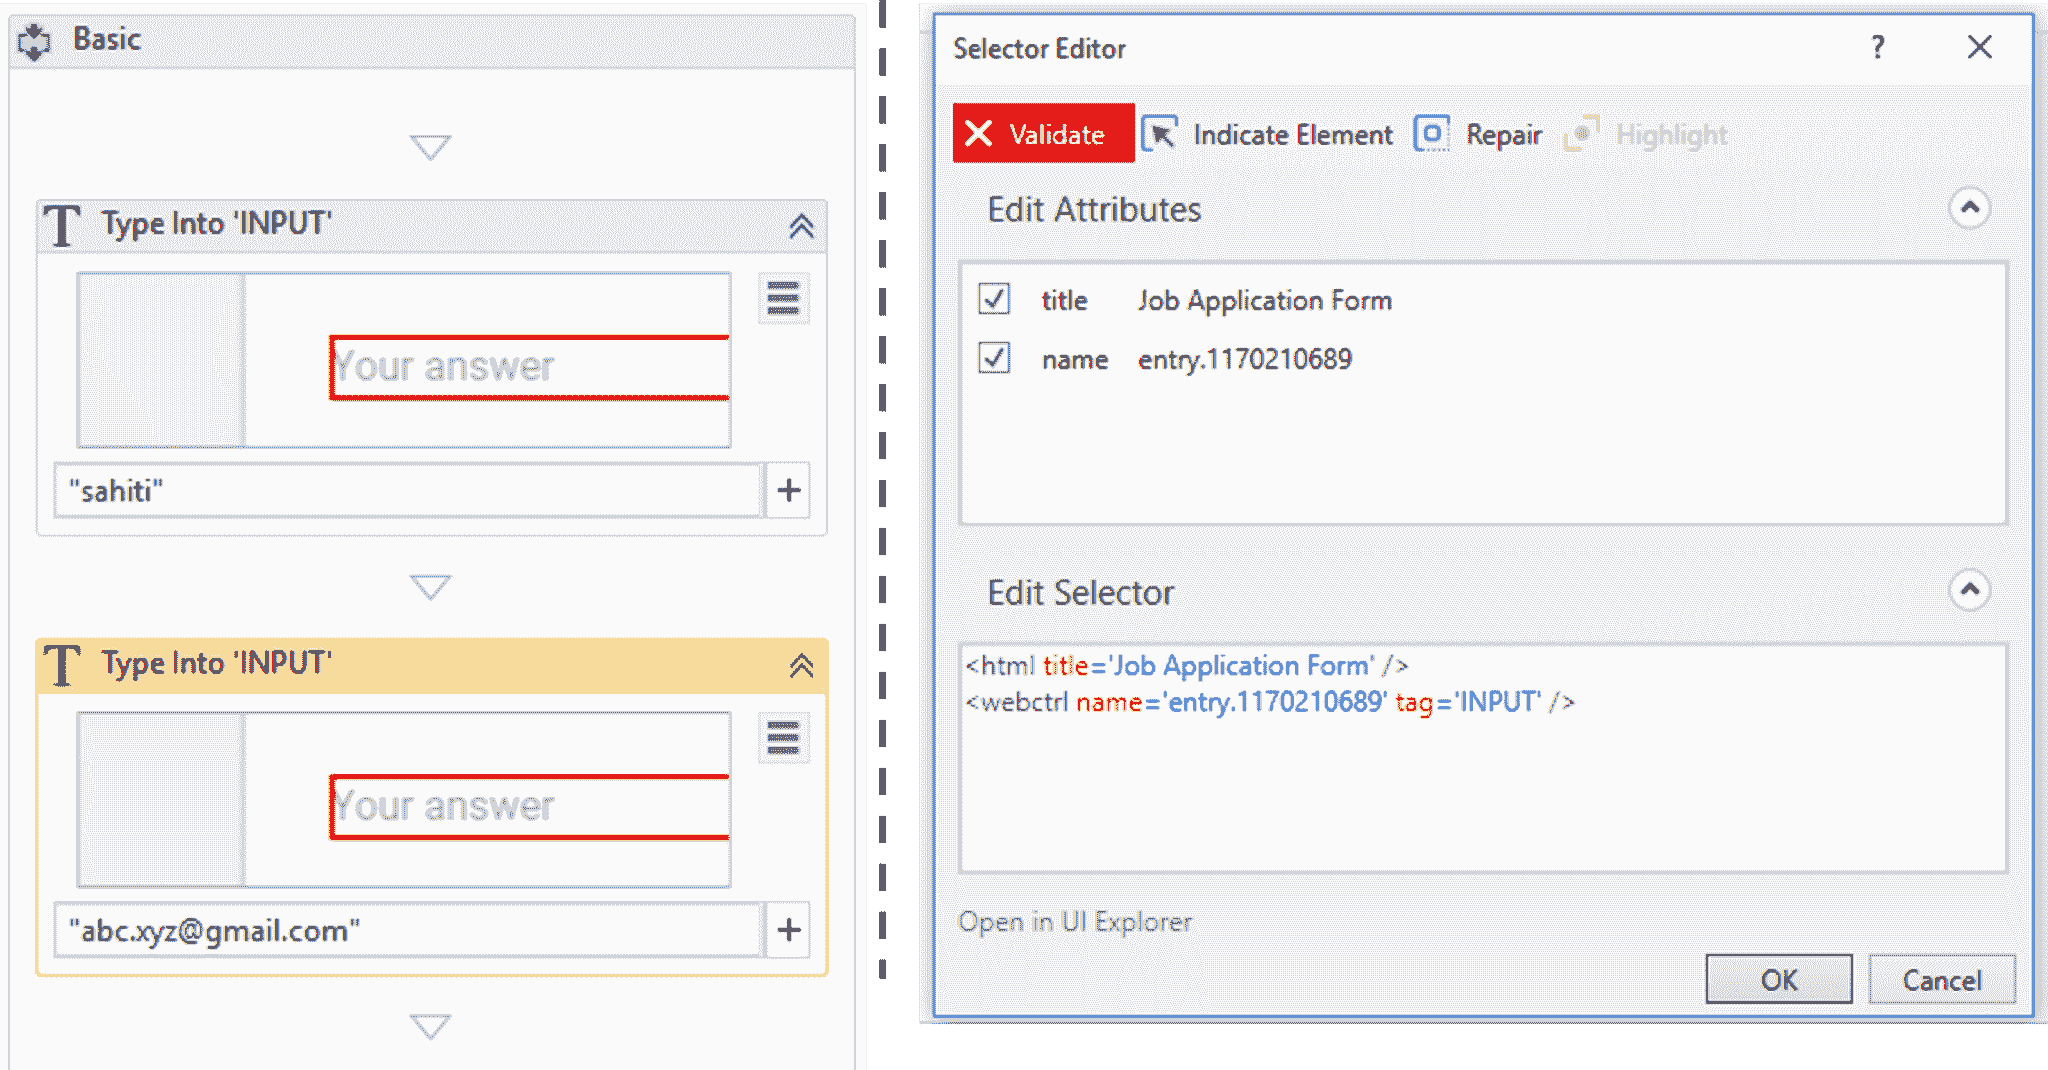 Basic
Type Into 'INPUT'
Your answer
"sahiti"
Type Into 'INPUT'
Your answer
"abc.xyz@gmail.com"
Selector Editor
Validate Indicate Element Repair Highlight
Edit Attributes
title Job Application Form
name entry.1170210689
Edit Selector
<html title='Job Application Form' />
<webctrl name='entry.1170210689' tag='INPUT' />
Open in UI Explorer
OK Cancel